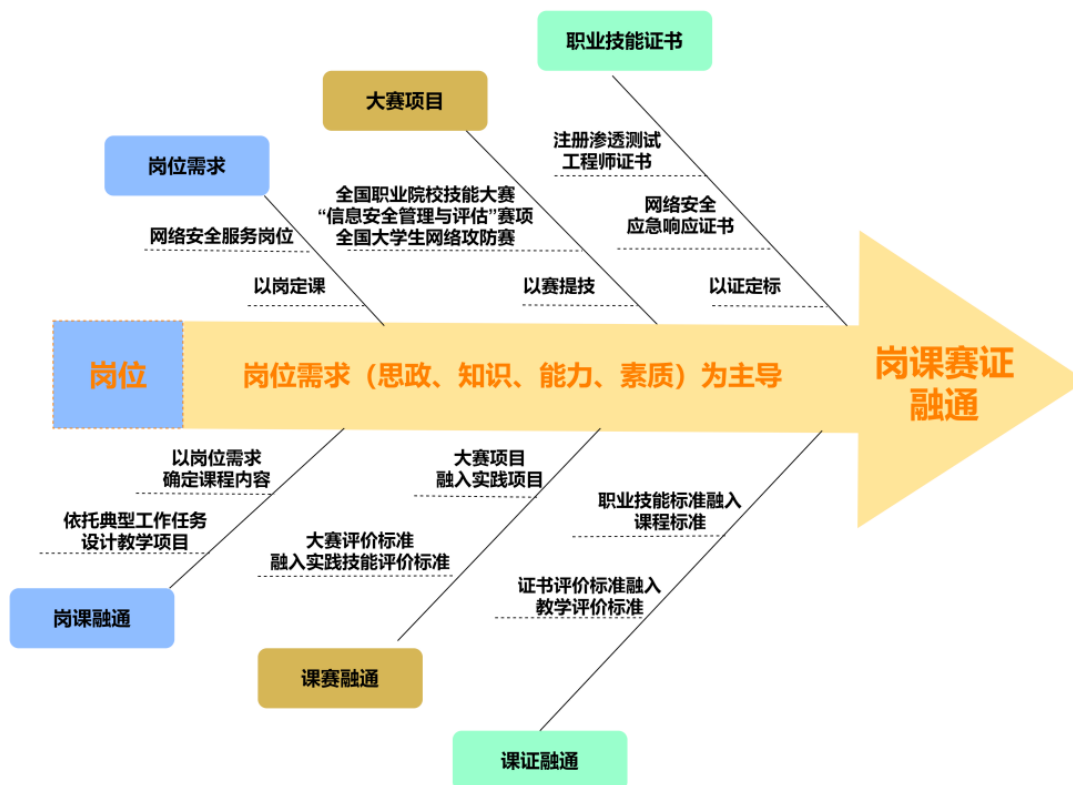 职业技能证书
大赛项目
岗位需求
注册渗透测试
工程师证书
全国职业院校技能大赛
“信息安全管理与评估”赛项
全国大学生网络攻防赛
网络安全
应急响应证书
网络安全服务岗位
以岗定课
以赛提技
以证定标
岗位
岗位需求（思政、知识、能力、素质）为主导
岗课赛证
融通
以岗位需求
确定课程内容
大赛项目
融入实践项目
职业技能标准融入
课程标准
依托典型工作任务
设计教学项目
大赛评价标准
融入实践技能评价标准
证书评价标准融入
教学评价标准
岗课融通
课赛融通
课证融通